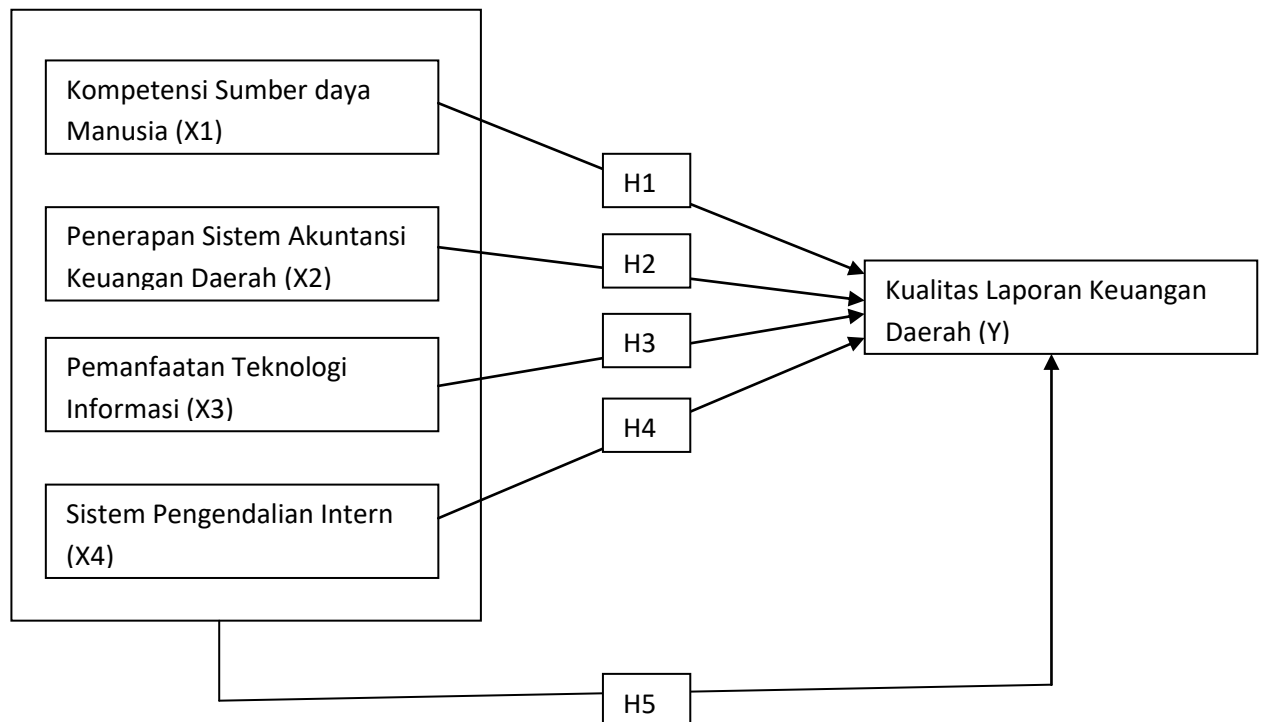 Kompetensi Sumber daya
Manusia (X1)
Penerapan Sistem Akuntansi
Keuangan Daerah (X2)
Pemanfaatan Teknologi
Informasi (X3)
Sistem Pengendalian Intern
(X4)
H1
H2
H3
H4
Kualitas Laporan Keuangan
Daerah (Y)
H5